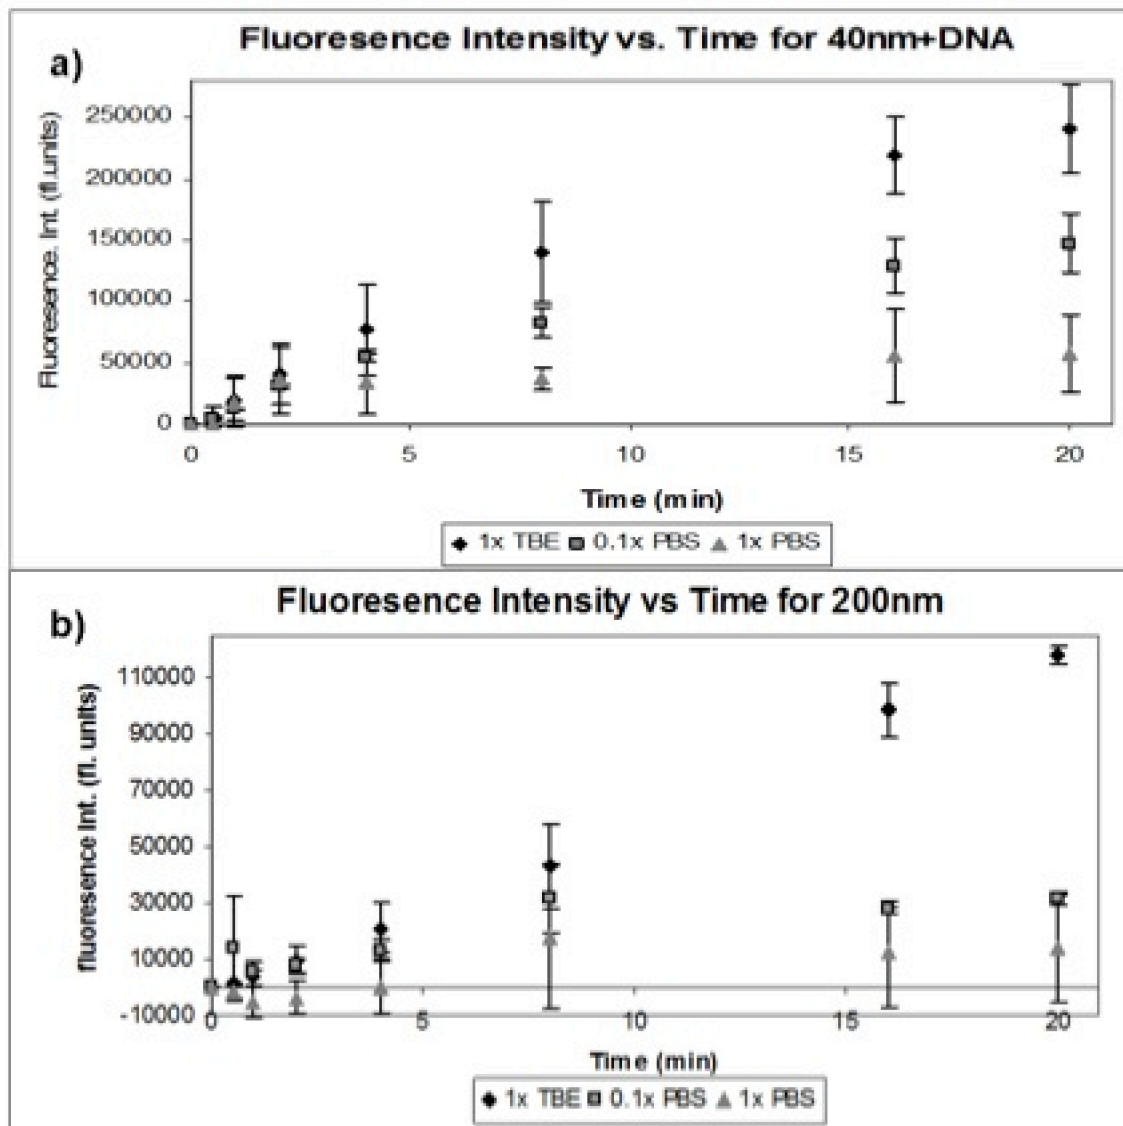 Fluoresence Intensity vs. Time for 40nm+DNA
a)
Fluoresence. Int. (fl.units)
250000
200000
150000
100000
50000
0
0 5 10 15 20
Time (min)
1x TBE 0.1x PBS 1x PBS
Fluoresence Intensity vs Time for 200nm
b)
fluoresence Int. (fl. units)
110000
90000
70000
50000
30000
10000
-10000
0 5 10 15 20
Time (min)
1x TBE 0.1x PBS 1x PBS